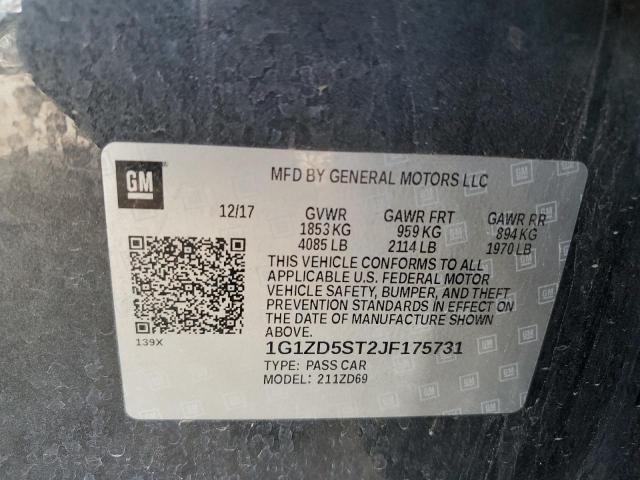 GM
MFD BY GENERAL MOTORS LLC
12/17 GVWR GAWR FRT GAWR RR
1853 KG 959 KG 894 KG
4085 LB 2114 LB 1970 LB
THIS VEHICLE CONFORMS TO ALL
APPLICABLE U.S. FEDERAL MOTOR
VEHICLE SAFETY, BUMPER, AND THEFT
PREVENTION STANDARDS IN EFFECT ON
THE DATE OF MANUFACTURE SHOWN
ABOVE.
139X
1G1ZD5ST2JF175731
TYPE: PASS CAR
MODEL: 211ZD69